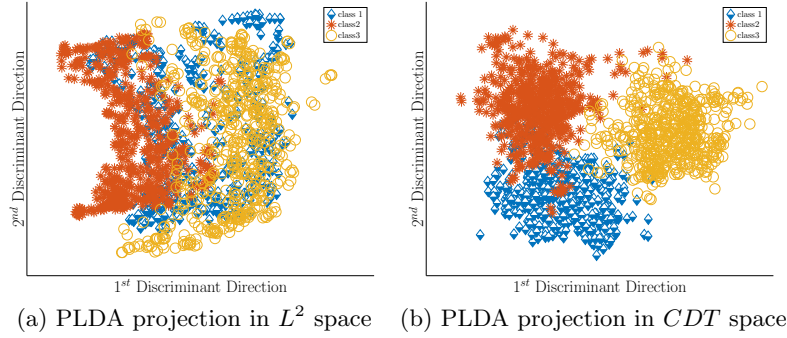 class 1
class2
class3
2nd Discriminant Direction
1st Discriminant Direction
(a) PLDA projection in L2 space
class 1
class2
class3
2nd Discriminant Direction
1st Discriminant Direction
(b) PLDA projection in CDT space